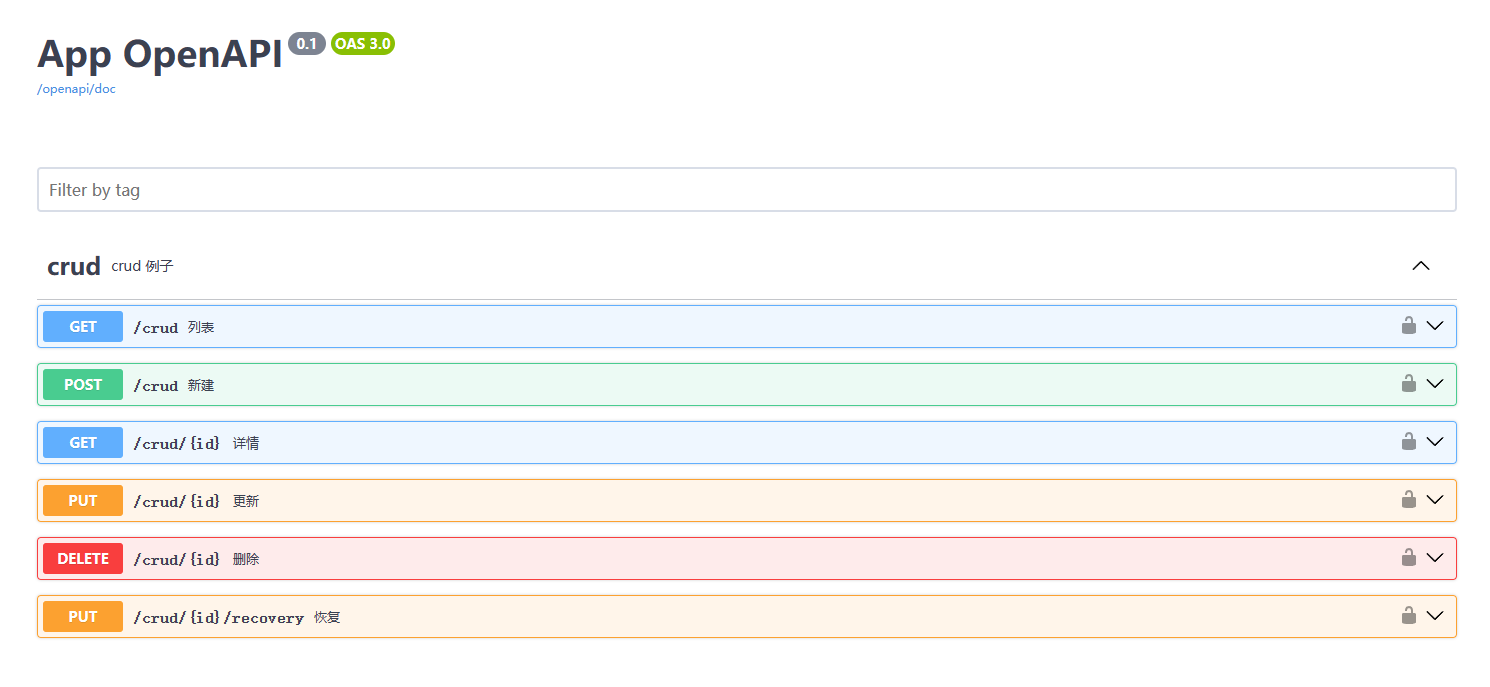 App OpenAPI 0.1 OAS 3.0
/openapi/doc
Filter by tag
crud crud 例子
GET /crud 列表
POST /crud 新建
GET /crud/{id} 详情
PUT /crud/{id} 更新
DELETE /crud/{id} 删除
PUT /crud/{id}/recovery 恢复